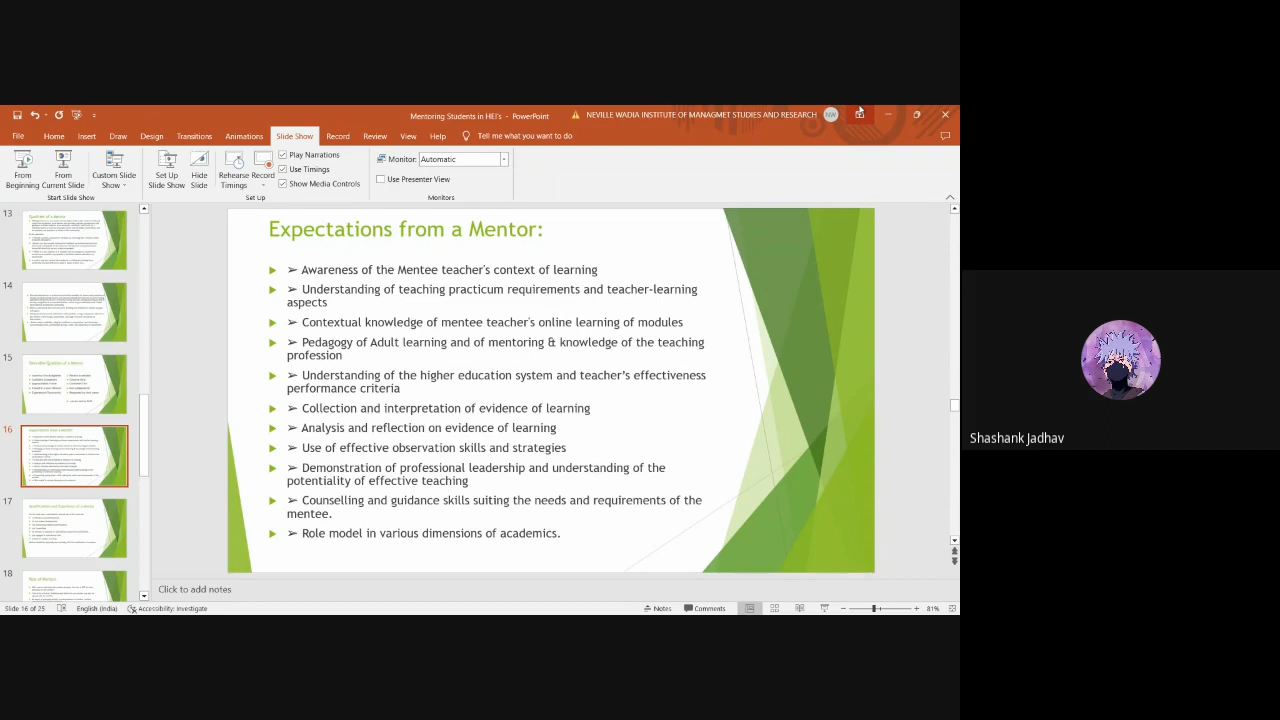 Mentoring Students in HEI's - PowerPoint
NEVILLE WADIA INSTITUTE OF MANAGMET STUDIES AND RESEARCH
NW
File Home Insert Draw Design Transitions Animations Slide Show Record Review View Help Tell me what you want to do
From Beginning
From Current Slide
Custom Slide Show
Start Slide Show
Set Up Slide Show
Hide Slide
Rehearse Timings
Record
Play Narrations
Use Timings
Show Media Controls
Set Up
Monitor: Automatic
Use Presenter View
Monitors
13
14
15
16
17
18
Expectations from a Mentor:
➢ Awareness of the Mentee teacher's context of learning
➢ Understanding of teaching practicum requirements and teacher-learning
aspects
➢ Contextual knowledge of mentee teacher's online learning of modules
➢ Pedagogy of Adult learning and of mentoring & knowledge of the teaching
profession
➢ Understanding of the higher education system and teacher's effectiveness
performance criteria
➢ Collection and interpretation of evidence of learning
➢ Analysis and reflection on evidence of learning
➢ Use of effective observation skills and strategies
➢ Demonstration of professional leadership and understanding of the
potentiality of effective teaching
➢ Counselling and guidance skills suiting the needs and requirements of the
mentee.
➢ Role model in various dimensions of academics.
Click to add notes
Slide 16 of 25 English (India) Accessibility: Investigate Notes Comments 81%
Shashank Jadhav